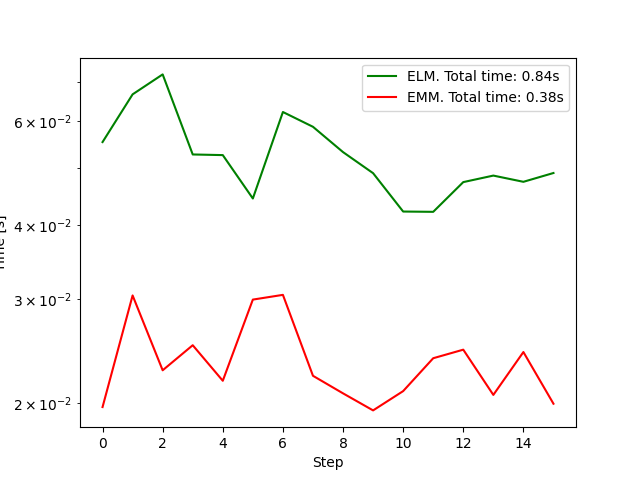 ELM. Total time: 0.84s
EMM. Total time: 0.38s
6 × 10⁻²
4 × 10⁻²
3 × 10⁻²
2 × 10⁻²
Time [s]
0 2 4 6 8 10 12 14
Step